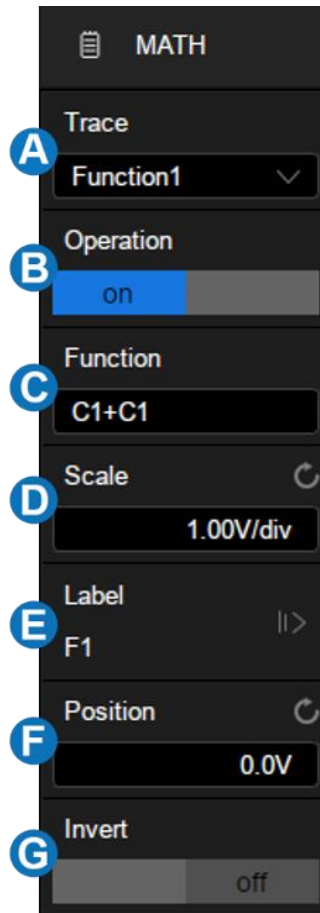 MATH
Trace
A
Function1
Operation
B
on
Function
C
C1+C1
Scale
D
1.00V/div
Label
E
F1
Position
F
0.0V
Invert
G
off